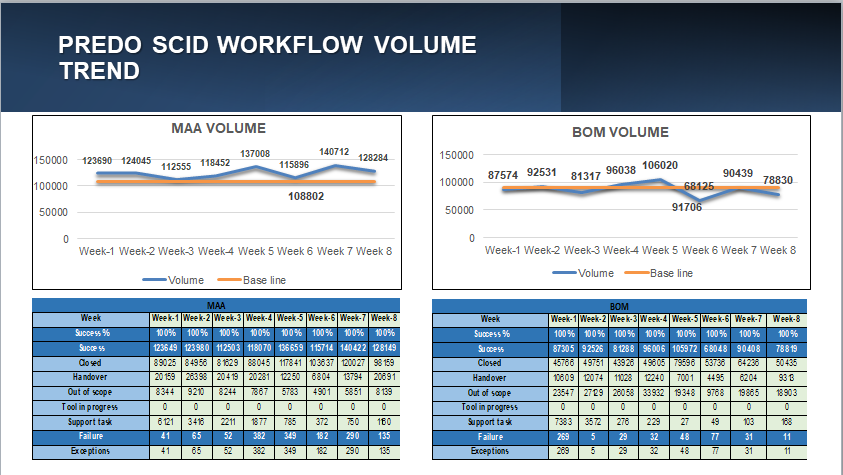 PREDO SCID WORKFLOW VOLUME
TREND
MAA VOLUME
150000
100000
50000
0
123690 124045 112555 118452 137008 115896 140712 128284
108802
Week-1 Week-2 Week-3 Week-4 Week 5 Week 6 Week 7 Week 8
Volume Base line
BOM VOLUME
150000
100000
50000
0
87574 92531 81317 96038 106020 68125 90439 78830
91706
Week-1 Week-2 Week-3 Week-4 Week 5 Week-6 Week-7 Week 8
Volume Base line
MAA
Week Week-1 Week-2 Week-3 Week-4 Week-5 Week-6 Week-7 Week-8
Success % 100% 100% 100% 100% 100% 100% 100% 100%
Success 123649 123980 112503 118070 136659 115714 140422 128149
Closed 89025 84956 81629 88045 117841 103637 120027 98159
Handover 20159 26398 20419 20281 12250 6804 13794 20691
Out of scope 8344 9210 8244 7867 5783 4901 5851 8139
Tool in progress 0 0 0 0 0 0 0 0
Support task 6121 3416 2211 1877 785 372 750 1160
Failure 41 65 52 382 349 182 290 135
Exceptions 41 65 52 382 349 182 290 135
BOM
Week Week-1 Week-2 Week-3 Week-4 Week-5 Week-6 Week-7 Week-8
Success % 100% 100% 100% 100% 100% 100% 100% 100%
Success 87305 92526 81288 96006 105972 68048 90408 78819
Closed 45766 49751 43926 49605 79596 53736 64236 50435
Handover 10609 12074 11028 12240 7001 4495 6204 9313
Out of scope 23547 27129 26058 33932 19348 9768 19865 18903
Tool in progress 0 0 0 0 0 0 0 0
Support task 7383 3572 276 229 27 49 103 168
Failure 269 5 29 32 48 77 31 11
Exceptions 269 5 29 32 48 77 31 11